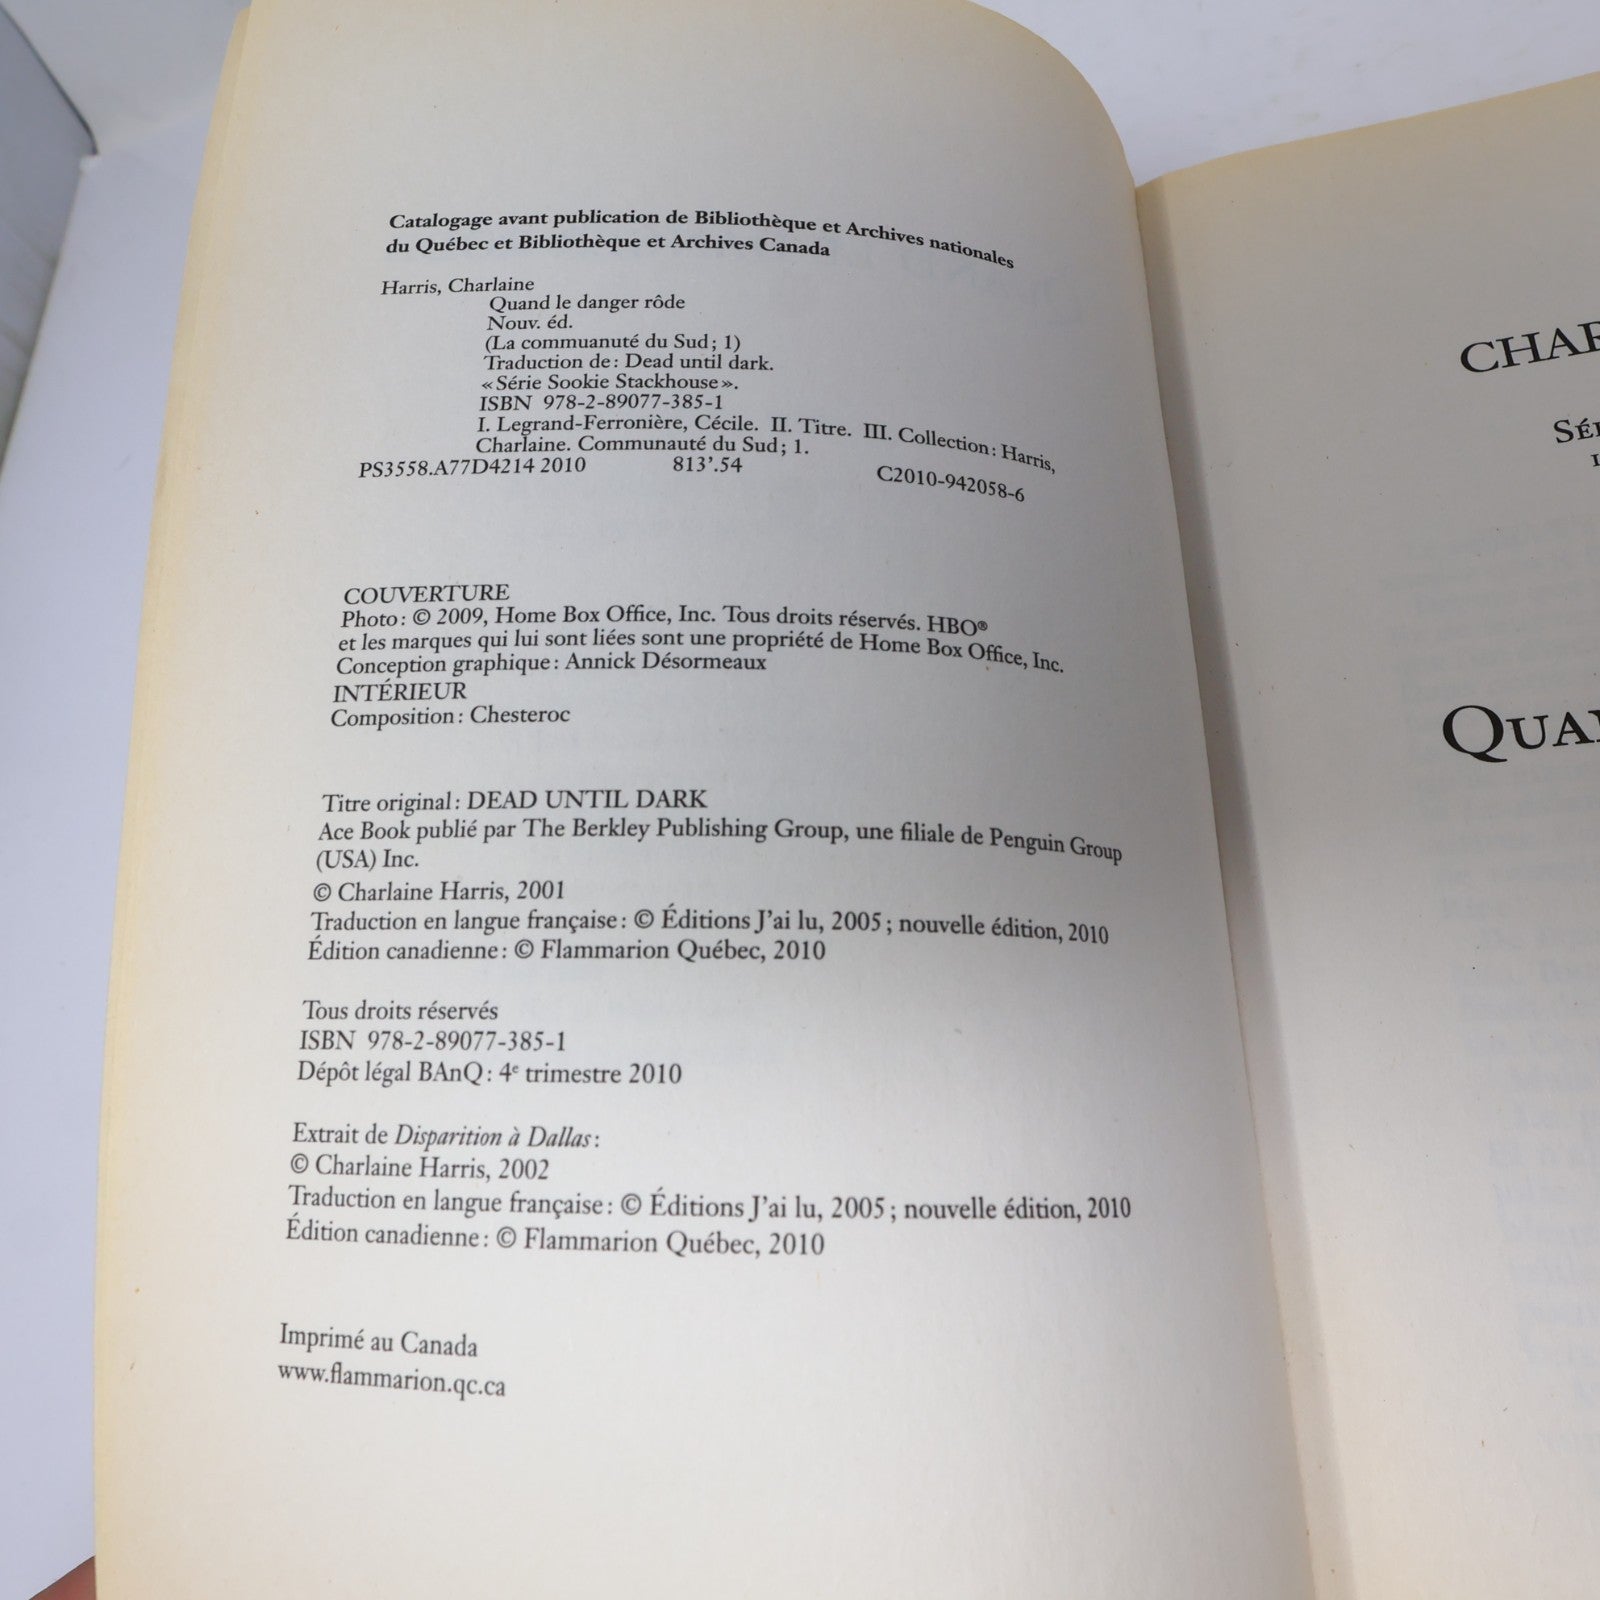 Catalogage avant publication de Bibliothèque et Archives nationales
du Québec et Bibliothèque et Archives Canada
Harris, Charlaine
Quand le danger rôde
Nouv. éd.
(La commuanuté du Sud ; 1)
Traduction de : Dead until dark.
« Série Sookie Stackhouse ».
ISBN 978-2-89077-385-1
I. Legrand-Ferronière, Cécile. II. Titre. III. Collection : Harris,
Charlaine. Communauté du Sud ; 1.
PS3558.A77D4214 2010 813’.54 C2010-942058-6
COUVERTURE
Photo : © 2009, Home Box Office, Inc. Tous droits réservés. HBO®
et les marques qui lui sont liées sont une propriété de Home Box Office, Inc.
Conception graphique : Annick Désormeaux
INTÉRIEUR
Composition : Chesteroc
Titre original : DEAD UNTIL DARK
Ace Book publié par The Berkley Publishing Group, une filiale de Penguin Group
(USA) Inc.
© Charlaine Harris, 2001
Traduction en langue française : © Éditions J’ai lu, 2005 ; nouvelle édition, 2010
Édition canadienne : © Flammarion Québec, 2010
Tous droits réservés
ISBN 978-2-89077-385-1
Dépôt légal BAnQ : 4e trimestre 2010
Extrait de Disparition à Dallas :
© Charlaine Harris, 2002
Traduction en langue française : © Éditions J’ai lu, 2005 ; nouvelle édition, 2010
Édition canadienne : © Flammarion Québec, 2010
Imprimé au Canada
www.flammarion.qc.ca
CHAR
SÉ
QUAN